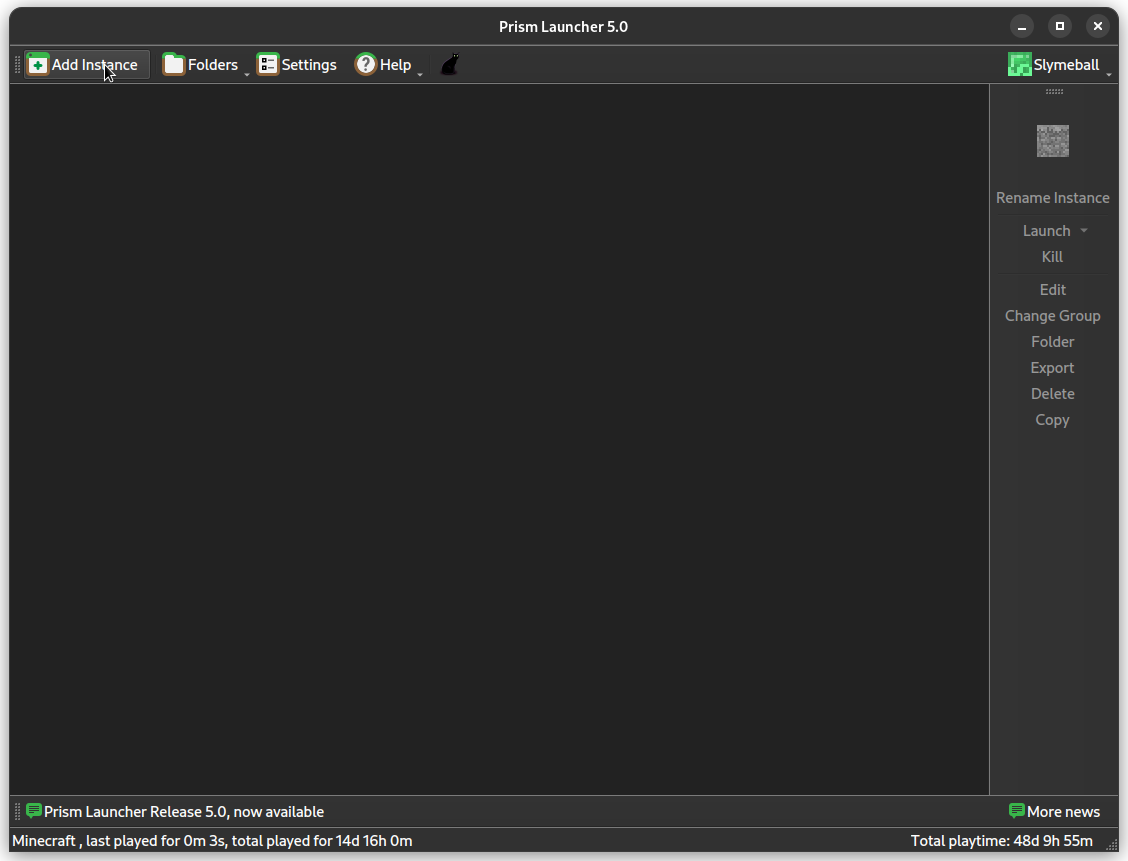 Prism Launcher 5.0
Add Instance Folders Settings Help Slymeball
Rename Instance
Launch
Kill
Edit
Change Group
Folder
Export
Delete
Copy
Prism Launcher Release 5.0, now available More news
Minecraft , last played for 0m 3s, total played for 14d 16h 0m Total playtime: 48d 9h 55m